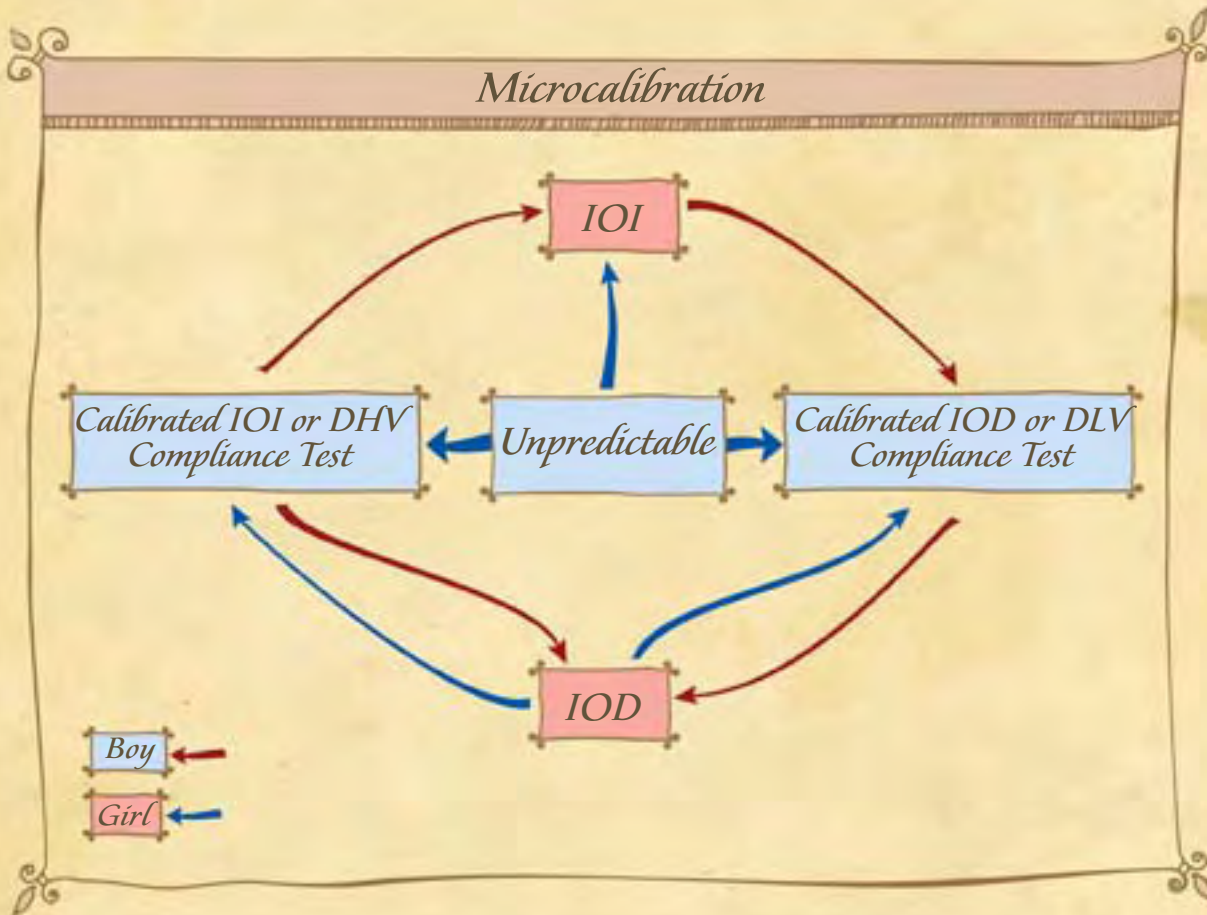 Microcalibration
IOI
Calibrated IOI or DHV
Compliance Test
Unpredictable
Calibrated IOD or DLV
Compliance Test
IOD
Boy
Girl